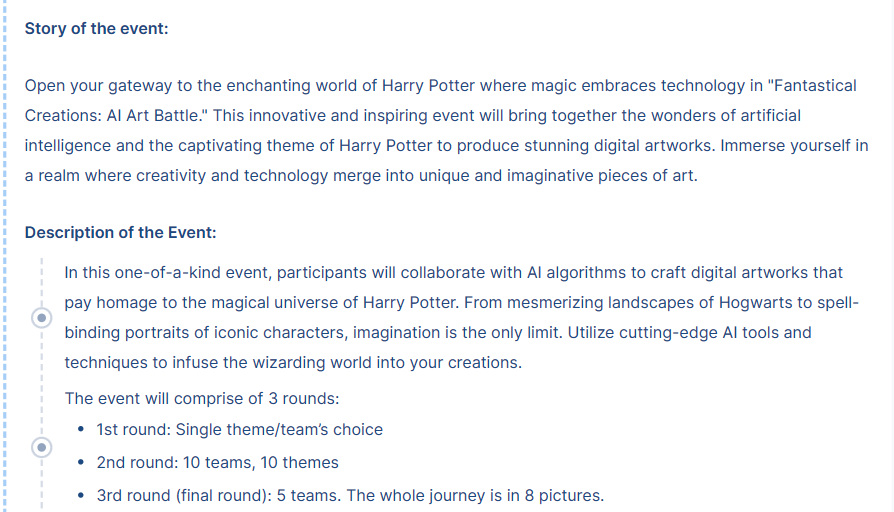 Story of the event:
Open your gateway to the enchanting world of Harry Potter where magic embraces technology in "Fantastical
Creations: AI Art Battle." This innovative and inspiring event will bring together the wonders of artificial
intelligence and the captivating theme of Harry Potter to produce stunning digital artworks. Immerse yourself in
a realm where creativity and technology merge into unique and imaginative pieces of art.
Description of the Event:
In this one-of-a-kind event, participants will collaborate with AI algorithms to craft digital artworks that
pay homage to the magical universe of Harry Potter. From mesmerizing landscapes of Hogwarts to spell-
binding portraits of iconic characters, imagination is the only limit. Utilize cutting-edge AI tools and
techniques to infuse the wizarding world into your creations.
The event will comprise of 3 rounds:
• 1st round: Single theme/team’s choice
• 2nd round: 10 teams, 10 themes
• 3rd round (final round): 5 teams. The whole journey is in 8 pictures.